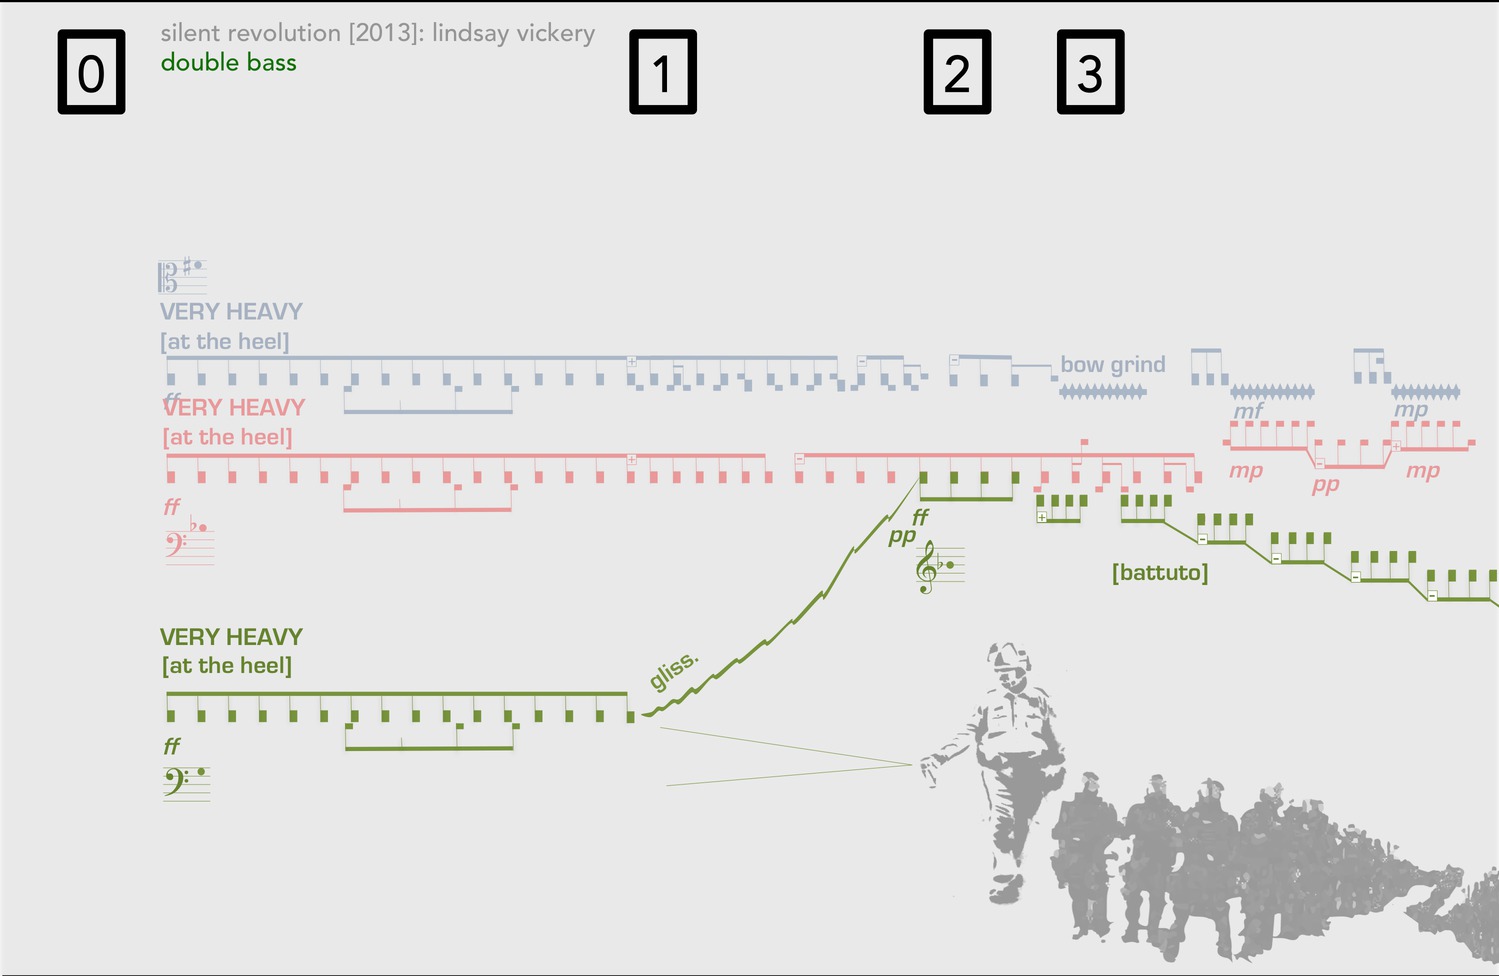 silent revolution [2013]: lindsay vickery
double bass
0
1
2
3
VERY HEAVY
[at the heel]
ff
+
-
-
bow grind
mf
mp
VERY HEAVY
[at the heel]
ff
+
-
mp
-
pp
+
mp
ff
pp
+
[battuto]
-
-
-
-
gliss.
VERY HEAVY
[at the heel]
ff